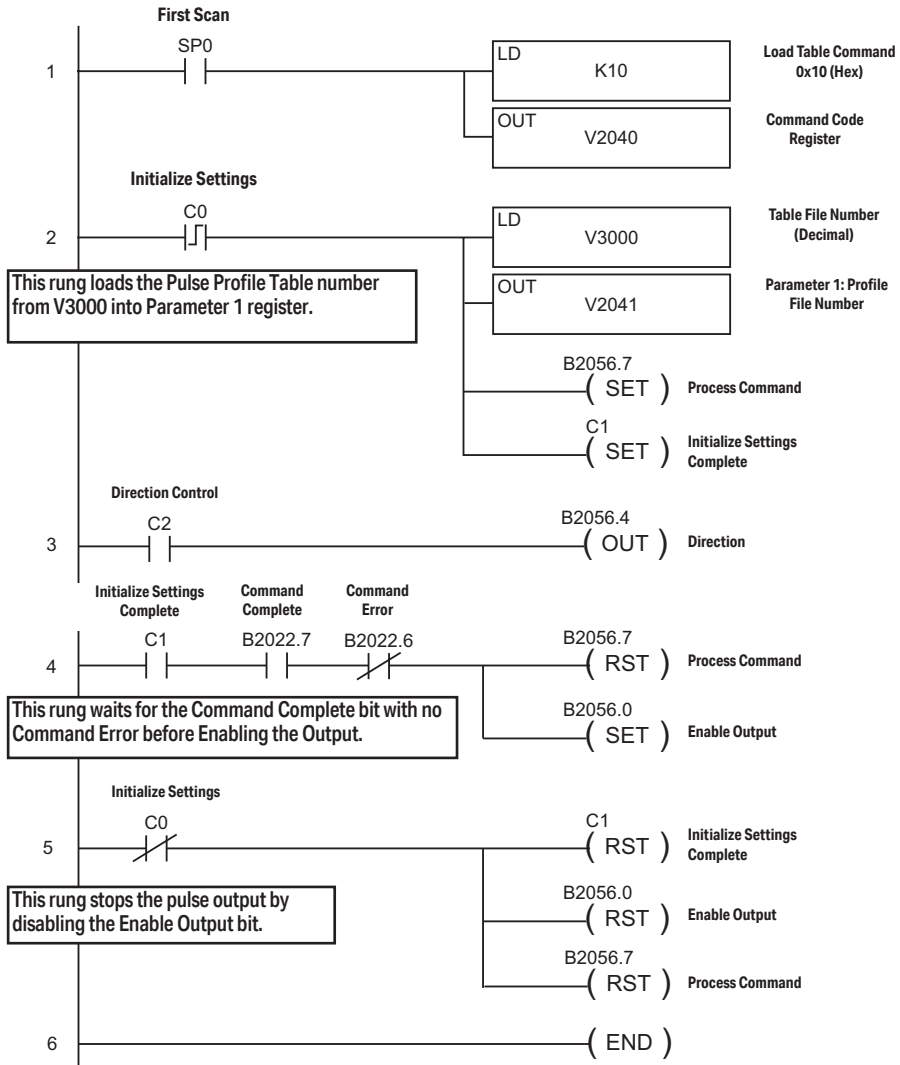 First Scan
SP0
1
LD
K10
Load Table Command
0x10 (Hex)
OUT
V2040
Command Code
Register
Initialize Settings
C0
2
LD
V3000
Table File Number
(Decimal)
This rung loads the Pulse Profile Table number
from V3000 into Parameter 1 register.
OUT
V2041
Parameter 1: Profile
File Number
B2056.7
( SET )
Process Command
C1
( SET )
Initialize Settings
Complete
Direction Control
C2
3
B2056.4
( OUT )
Direction
Initialize Settings
Complete
Command
Complete
Command
Error
C1
B2022.7
B2022.6
4
B2056.7
( RST )
Process Command
This rung waits for the Command Complete bit with no
Command Error before Enabling the Output.
B2056.0
( SET )
Enable Output
Initialize Settings
C0
5
C1
( RST )
Initialize Settings
Complete
This rung stops the pulse output by
disabling the Enable Output bit.
B2056.0
( RST )
Enable Output
B2056.7
( RST )
Process Command
6
( END )